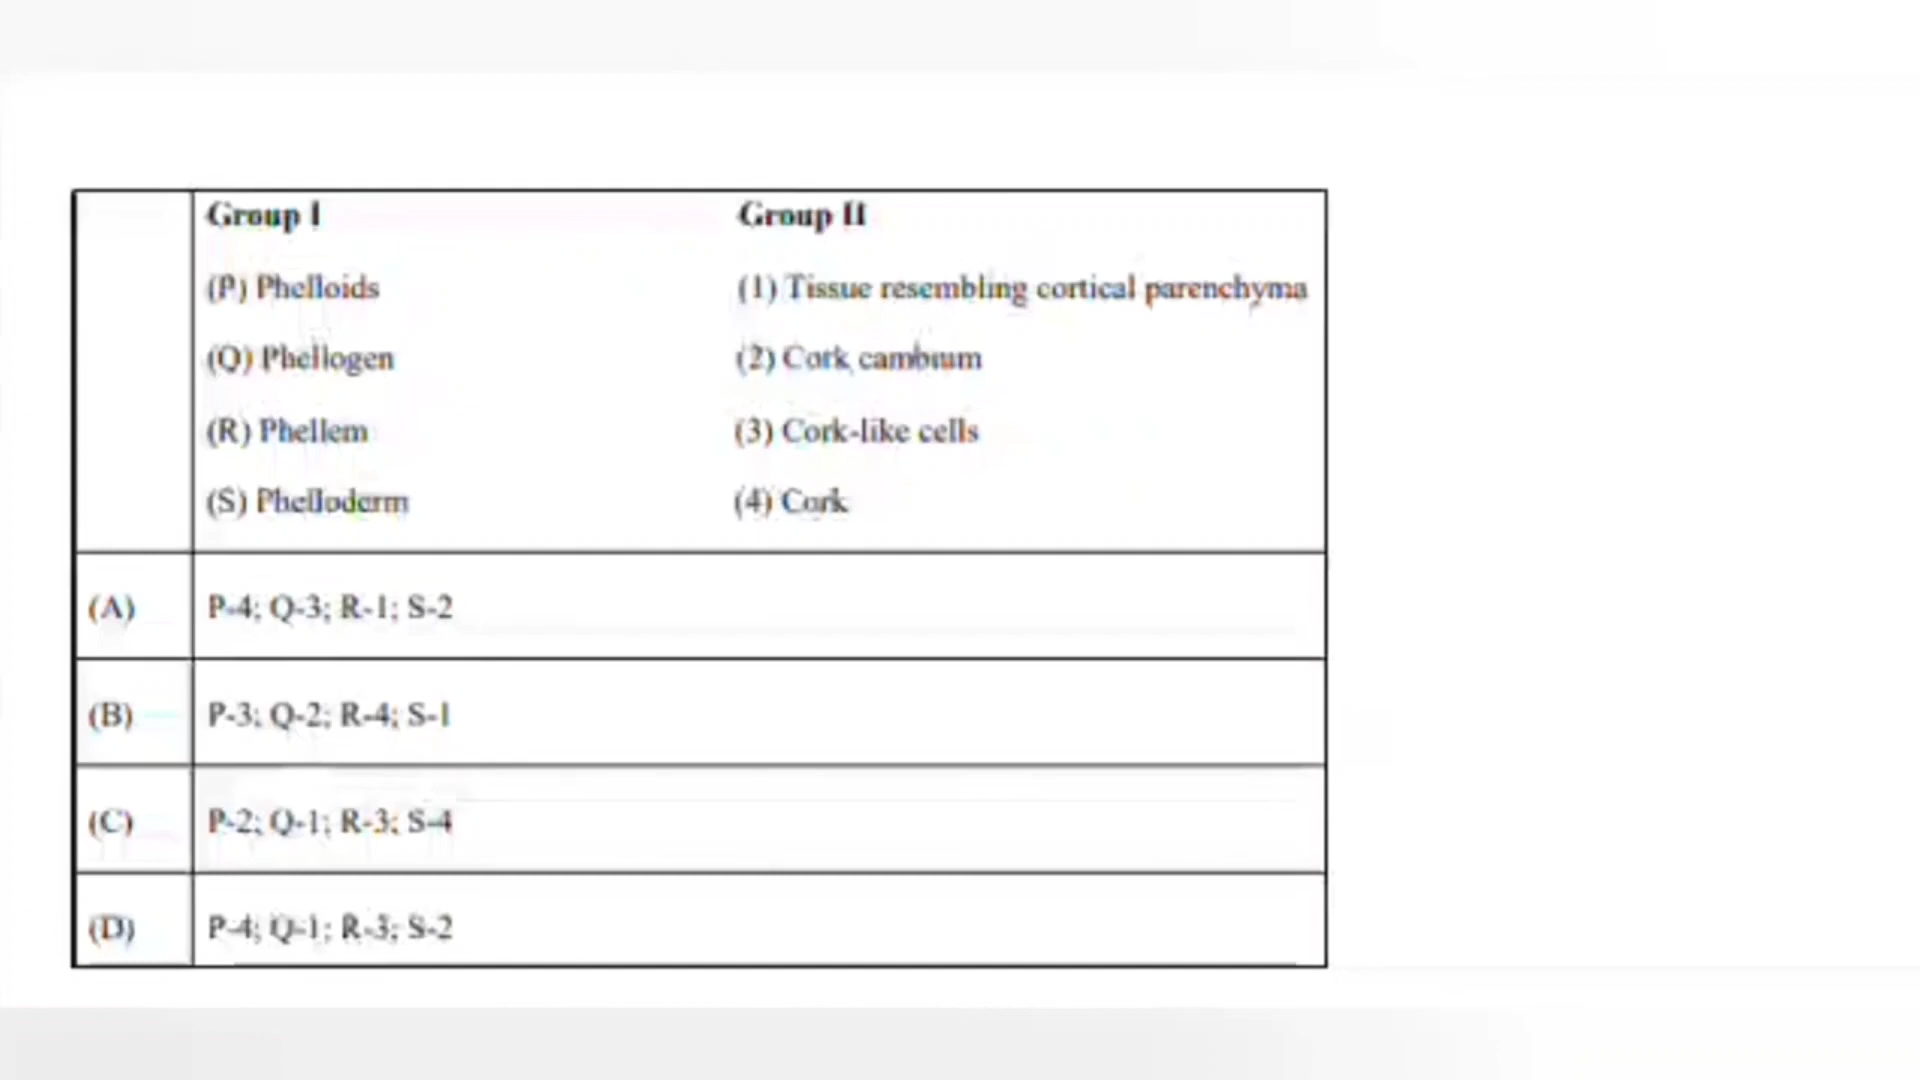 Group I Group II
(P) Phelloids (1) Tissue resembling cortical parenchyma
(Q) Phellogen (2) Cork cambium
(R) Phellem (3) Cork-like cells
(S) Phelloderm (4) Cork
(A) P-4; Q-3; R-1; S-2
(B) P-3; Q-2; R-4; S-1
(C) P-2; Q-1; R-3; S-4
(D) P-4; Q-1; R-3; S-2